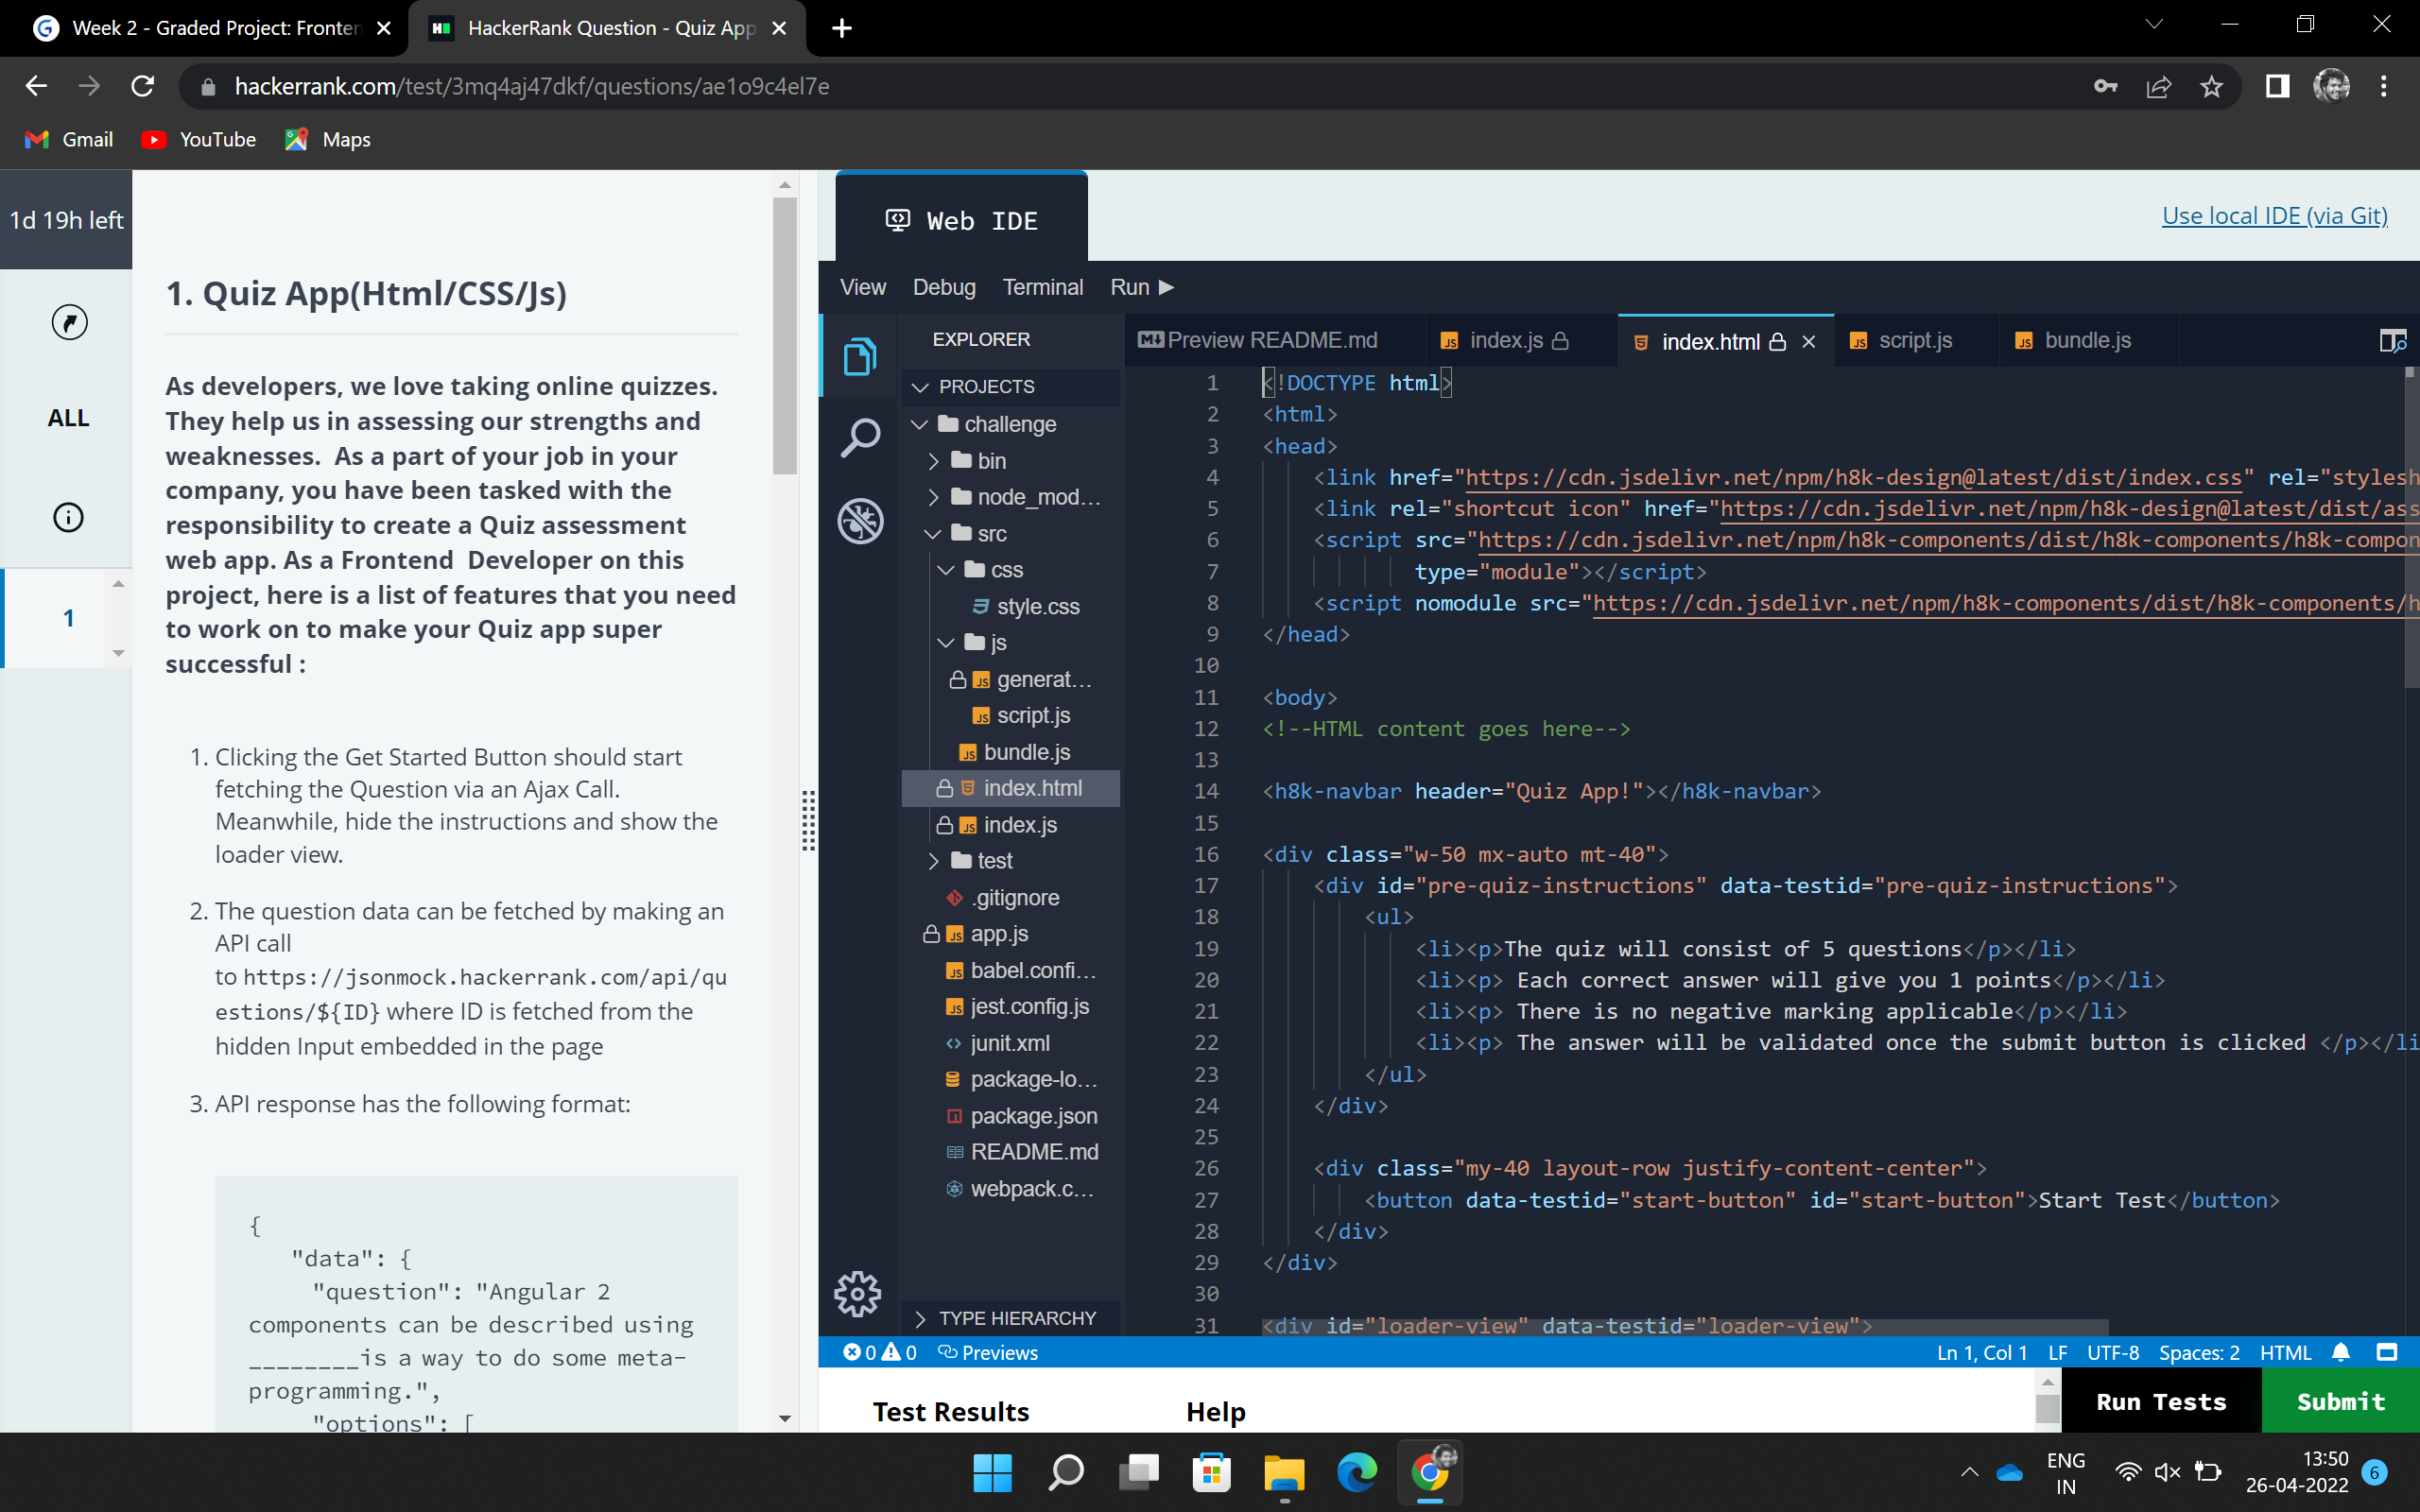 Week 2 - Graded Project: Fronten
HackerRank Question - Quiz App
hackerrank.com/test/3mq4aj47dkf/questions/ae1o9c4el7e
Gmail
YouTube
Maps
1d 19h left
ALL
1
1. Quiz App(Html/CSS/Js)
As developers, we love taking online quizzes.
They help us in assessing our strengths and
weaknesses.  As a part of your job in your
company, you have been tasked with the
responsibility to create a Quiz assessment
web app. As a Frontend  Developer on this
project, here is a list of features that you need
to work on to make your Quiz app super
successful :
1. Clicking the Get Started Button should start
fetching the Question via an Ajax Call.
Meanwhile, hide the instructions and show the
loader view.
2. The question data can be fetched by making an
API call
to https://jsonmock.hackerrank.com/api/qu
estions/${ID} where ID is fetched from the
hidden Input embedded in the page
3. API response has the following format:
{
"data": {
"question": "Angular 2
components can be described using
________is a way to do some meta-
programming.",
"options": [
Web IDE
Use local IDE (via Git)
View Debug Terminal Run
EXPLORER
PROJECTS
challenge
bin
node_mod...
src
css
style.css
js
generat...
script.js
bundle.js
index.html
index.js
test
.gitignore
app.js
babel.confi...
jest.config.js
junit.xml
package-lo...
package.json
README.md
webpack.c...
TYPE HIERARCHY
Preview README.md
index.js
index.html
script.js
bundle.js
1 <!DOCTYPE html>
2 <html>
3 <head>
4 <link href="https://cdn.jsdelivr.net/npm/h8k-design@latest/dist/index.css" rel="stylesh
5 <link rel="shortcut icon" href="https://cdn.jsdelivr.net/npm/h8k-design@latest/dist/ass
6 <script src="https://cdn.jsdelivr.net/npm/h8k-components/dist/h8k-components/h8k-compon
7 type="module"></script>
8 <script nomodule src="https://cdn.jsdelivr.net/npm/h8k-components/dist/h8k-components/h
9 </head>
10
11 <body>
12 <!--HTML content goes here-->
13
14 <h8k-navbar header="Quiz App!"></h8k-navbar>
15
16 <div class="w-50 mx-auto mt-40">
17 <div id="pre-quiz-instructions" data-testid="pre-quiz-instructions">
18 <ul>
19 <li><p>The quiz will consist of 5 questions</p></li>
20 <li><p> Each correct answer will give you 1 points</p></li>
21 <li><p> There is no negative marking applicable</p></li>
22 <li><p> The answer will be validated once the submit button is clicked </p></li
23 </ul>
24 </div>
25
26 <div class="my-40 layout-row justify-content-center">
27 <button data-testid="start-button" id="start-button">Start Test</button>
28 </div>
29 </div>
30
31 <div id="loader-view" data-testid="loader-view">
0 0 Previews
Ln 1, Col 1 LF UTF-8 Spaces: 2 HTML
Test Results
Help
Run Tests
Submit
ENG
IN
13:50
26-04-2022
6